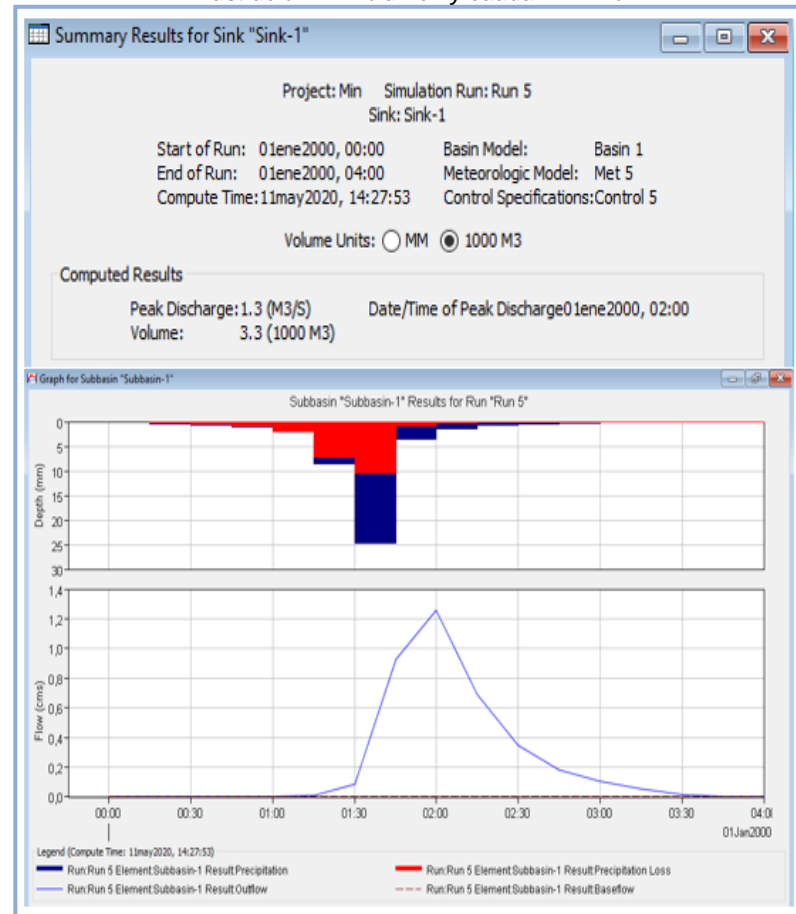 Summary Results for Sink "Sink-1"
Project: Min Simulation Run: Run 5
Sink: Sink-1
Start of Run: 01ene2000, 00:00 Basin Model: Basin 1
End of Run: 01ene2000, 04:00 Meteorologic Model: Met 5
Compute Time:11may2020, 14:27:53 Control Specifications:Control 5
Volume Units: MM 1000 M3
Computed Results
Peak Discharge:1.3 (M3/S) Date/Time of Peak Discharge01ene2000, 02:00
Volume: 3.3 (1000 M3)
Graph for Subbasin "Subbasin-1"
Subbasin "Subbasin-1" Results for Run "Run 5"
Depth (mm)
0
5
10
15
20
25
30
Flow (cms)
1,4
1,2
1,0
0,8
0,6
0,4
0,2
0,0
00:00 00:30 01:00 01:30 02:00 02:30 03:00 03:30 04:0
01Jan2000
Legend (Compute Time: 11may2020, 14:27:53)
Run:Run 5 Element:Subbasin-1 Result:Precipitation Run:Run 5 Element:Subbasin-1 Result:Precipitation Loss
Run:Run 5 Element:Subbasin-1 Result:Outflow Run:Run 5 Element:Subbasin-1 Result:Baseflow